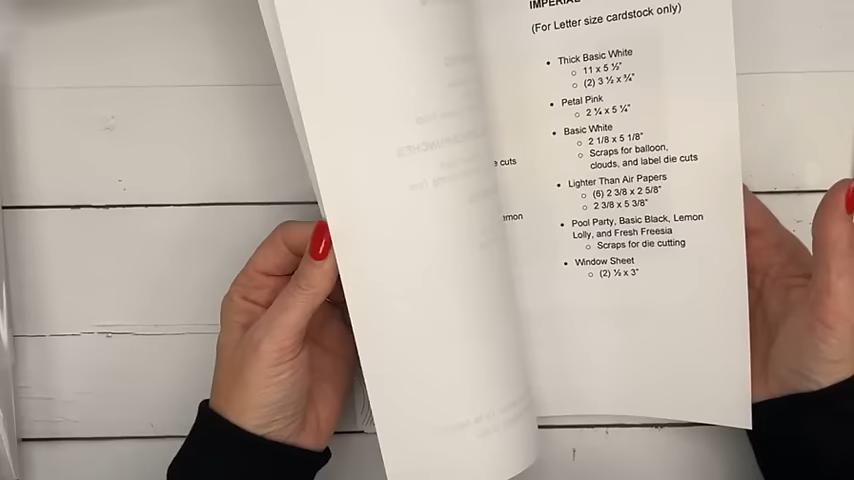 IMPERIAL
(For Letter size cardstock only)
• Thick Basic White
○ 11 x 5 ½"
○ (2) 3 ½ x ¾"
• Petal Pink
○ 2 ¼ x 5 ¼"
• Basic White
○ 2 1/8 x 5 1/8"
○ Scraps for balloon,
clouds, and label die cuts
• Lighter Than Air Papers
○ (6) 2 3/8 x 2 5/8"
○ 2 3/8 x 5 3/8"
• Pool Party, Basic Black, Lemon
Lolly, and Fresh Freesia
○ Scraps for die cutting
• Window Sheet
○ (2) ½ x 3"
cuts